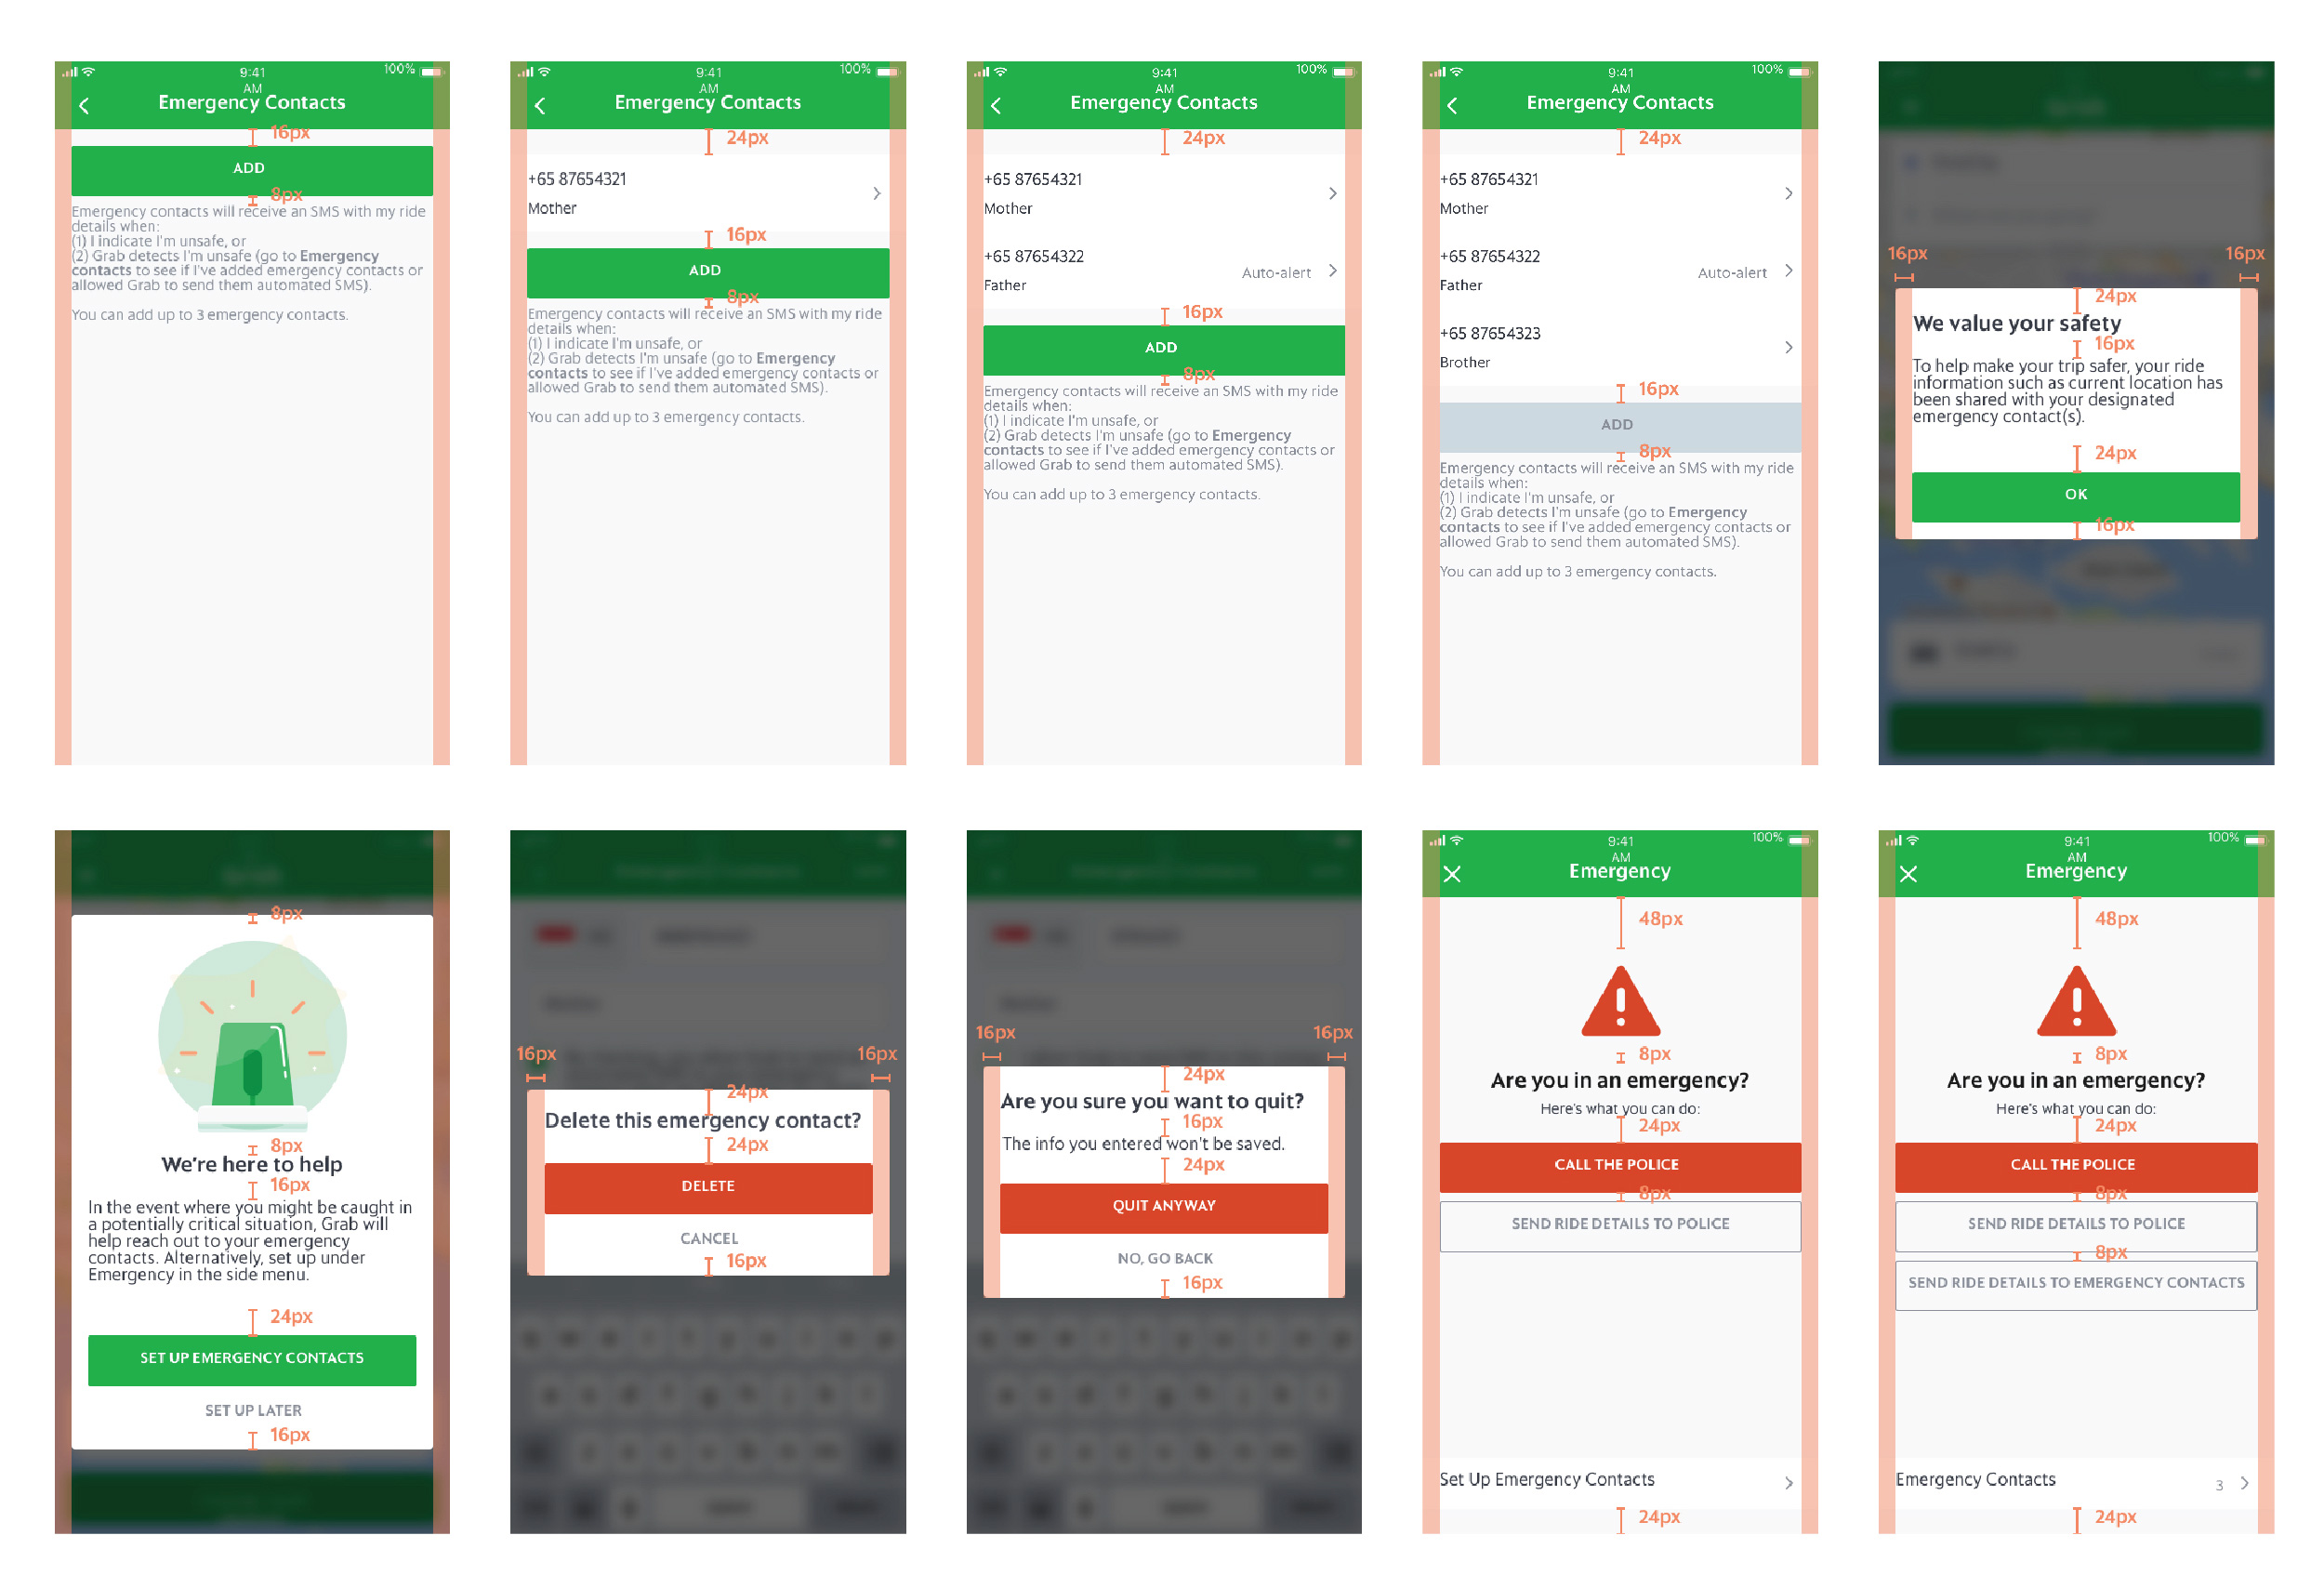 9:41 AM
100%
Emergency Contacts
16px
ADD
8px
Emergency contacts will receive an SMS with my ride
details when:
(1) I indicate I'm unsafe, or
(2) Grab detects I'm unsafe (go to Emergency
contacts to see if I've added emergency contacts or
allowed Grab to send them automated SMS).
You can add up to 3 emergency contacts.
9:41 AM
100%
Emergency Contacts
24px
+65 87654321
Mother
16px
ADD
8px
Emergency contacts will receive an SMS with my ride
details when:
(1) I indicate I'm unsafe, or
(2) Grab detects I'm unsafe (go to Emergency
contacts to see if I've added emergency contacts or
allowed Grab to send them automated SMS).
You can add up to 3 emergency contacts.
9:41 AM
100%
Emergency Contacts
24px
+65 87654321
Mother
+65 87654322
Auto-alert
Father
16px
ADD
8px
Emergency contacts will receive an SMS with my ride
details when:
(1) I indicate I'm unsafe, or
(2) Grab detects I'm unsafe (go to Emergency
contacts to see if I've added emergency contacts or
allowed Grab to send them automated SMS).
You can add up to 3 emergency contacts.
9:41 AM
100%
Emergency Contacts
24px
+65 87654321
Mother
+65 87654322
Auto-alert
Father
+65 87654323
Brother
16px
ADD
8px
Emergency contacts will receive an SMS with my ride
details when:
(1) I indicate I'm unsafe, or
(2) Grab detects I'm unsafe (go to Emergency
contacts to see if I've added emergency contacts or
allowed Grab to send them automated SMS).
You can add up to 3 emergency contacts.
16px
16px
24px
We value your safety
16px
To help make your trip safer, your ride
information such as current location has
been shared with your designated
emergency contact(s).
24px
OK
16px
8px
8px
We're here to help
16px
In the event where you might be caught in
a potentially critical situation, Grab will
help reach out to your emergency
contacts. Alternatively, set up under
Emergency in the side menu.
24px
SET UP EMERGENCY CONTACTS
SET UP LATER
16px
16px
16px
24px
Delete this emergency contact?
24px
DELETE
CANCEL
16px
16px
16px
24px
Are you sure you want to quit?
16px
The info you entered won't be saved.
24px
QUIT ANYWAY
NO, GO BACK
16px
9:41 AM
100%
Emergency
48px
8px
Are you in an emergency?
Here's what you can do:
24px
CALL THE POLICE
8px
SEND RIDE DETAILS TO POLICE
Set Up Emergency Contacts
24px
9:41 AM
100%
Emergency
48px
8px
Are you in an emergency?
Here's what you can do:
24px
CALL THE POLICE
8px
SEND RIDE DETAILS TO POLICE
8px
SEND RIDE DETAILS TO EMERGENCY CONTACTS
Emergency Contacts
3
24px